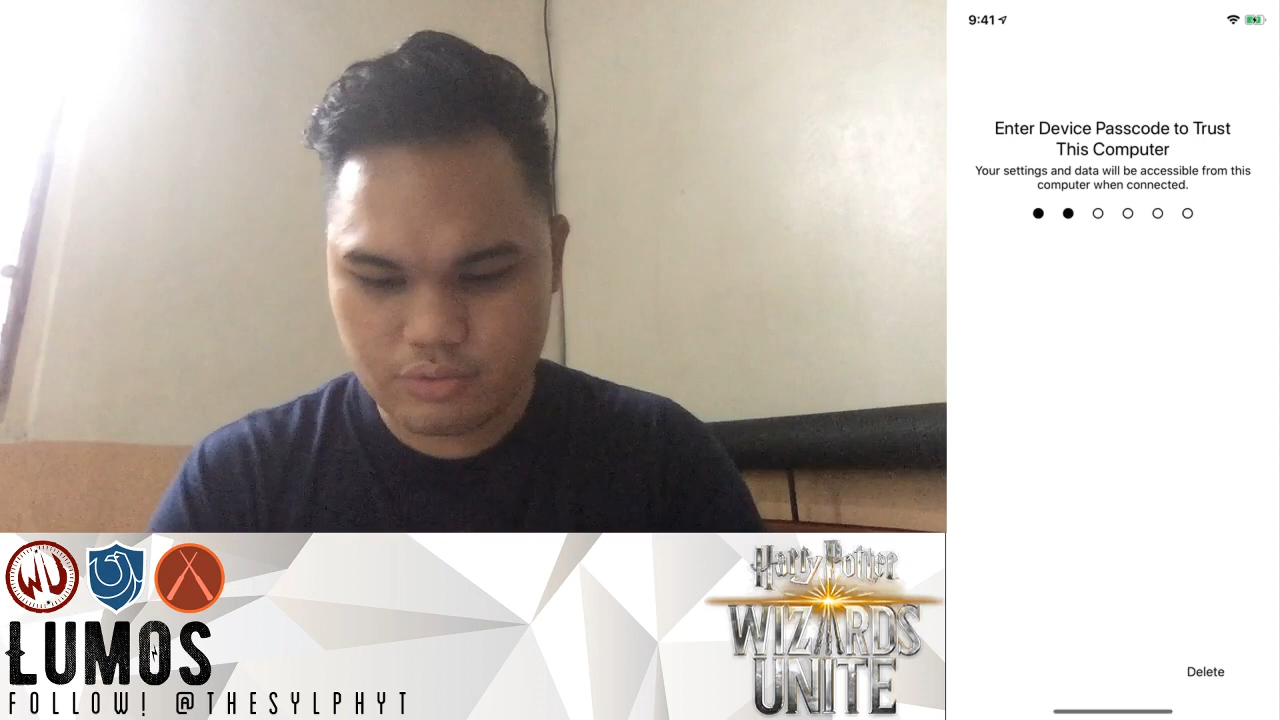 9:41
Enter Device Passcode to Trust
This Computer
Your settings and data will be accessible from this
computer when connected.
Delete
WU
LUMOS
FOLLOW! @THESYLPHYT
Harry Potter
WIZARDS
UNITE